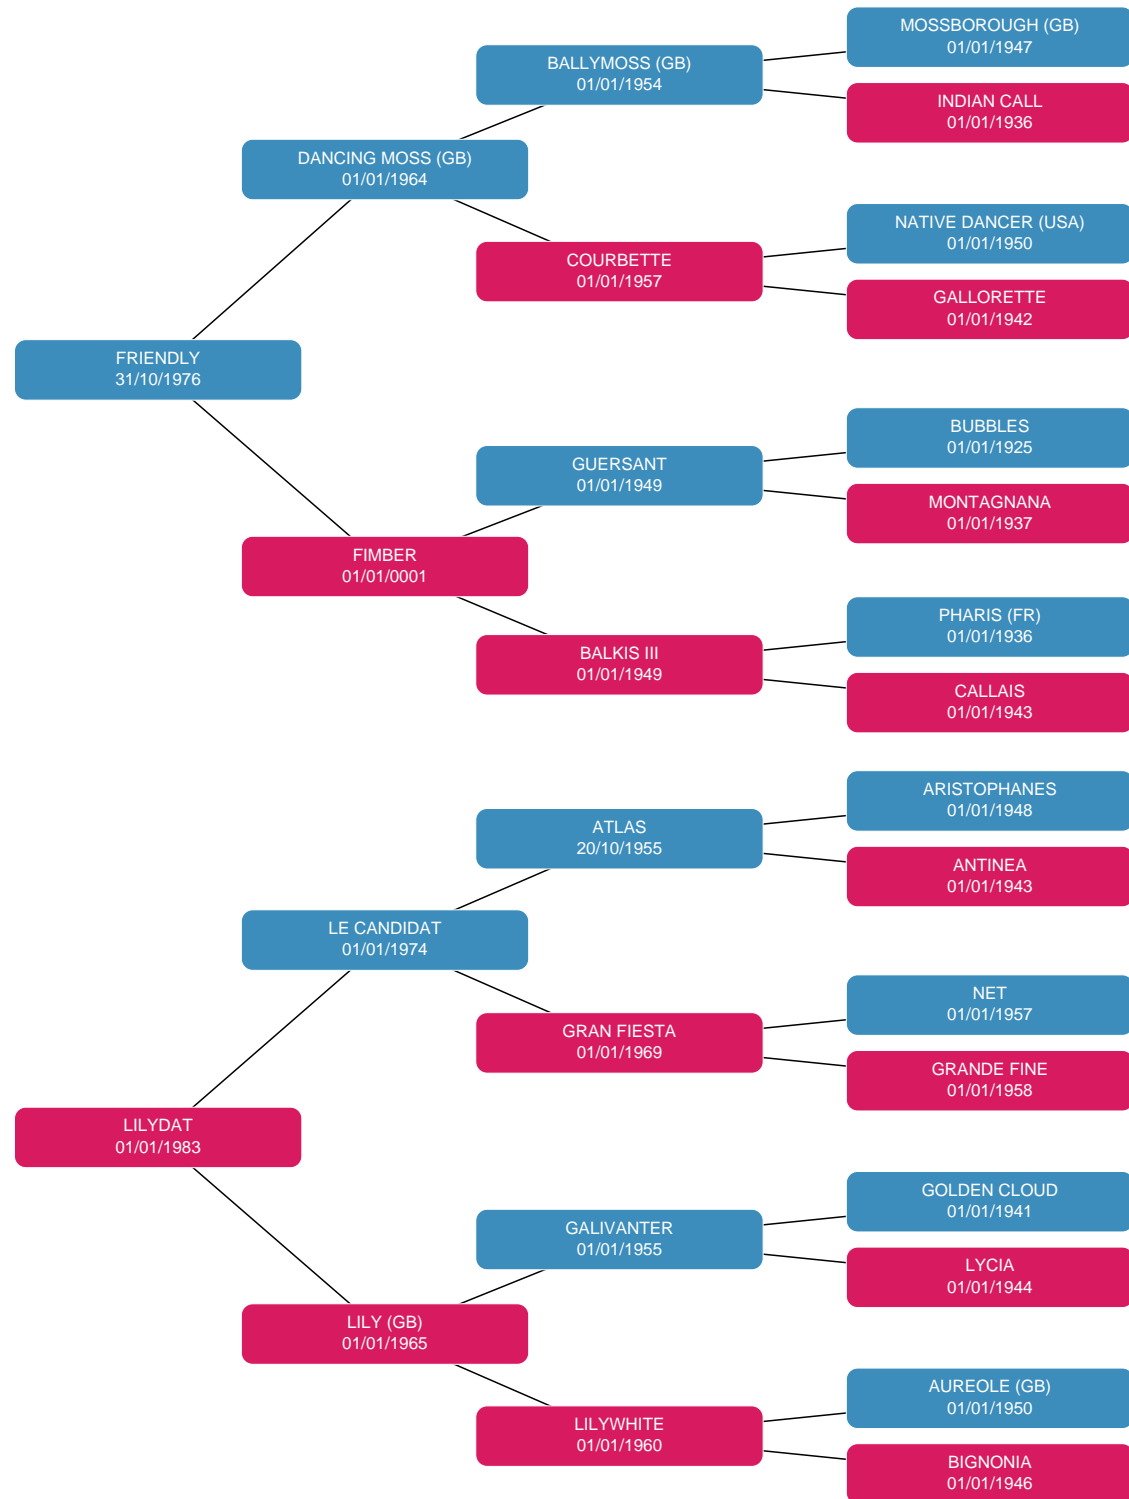 MOSSBOROUGH (GB)
01/01/1947
BALLYMOSS (GB)
01/01/1954
INDIAN CALL
01/01/1936
DANCING MOSS (GB)
01/01/1964
NATIVE DANCER (USA)
01/01/1950
COURBETTE
01/01/1957
GALLORETTE
01/01/1942
FRIENDLY
31/10/1976
BUBBLES
01/01/1925
GUERSANT
01/01/1949
MONTAGNANA
01/01/1937
FIMBER
01/01/0001
PHARIS (FR)
01/01/1936
BALKIS III
01/01/1949
CALLAIS
01/01/1943
ARISTOPHANES
01/01/1948
ATLAS
20/10/1955
ANTINEA
01/01/1943
LE CANDIDAT
01/01/1974
NET
01/01/1957
GRAN FIESTA
01/01/1969
GRANDE FINE
01/01/1958
LILYDAT
01/01/1983
GOLDEN CLOUD
01/01/1941
GALIVANTER
01/01/1955
LYCIA
01/01/1944
LILY (GB)
01/01/1965
AUREOLE (GB)
01/01/1950
LILYWHITE
01/01/1960
BIGNONIA
01/01/1946